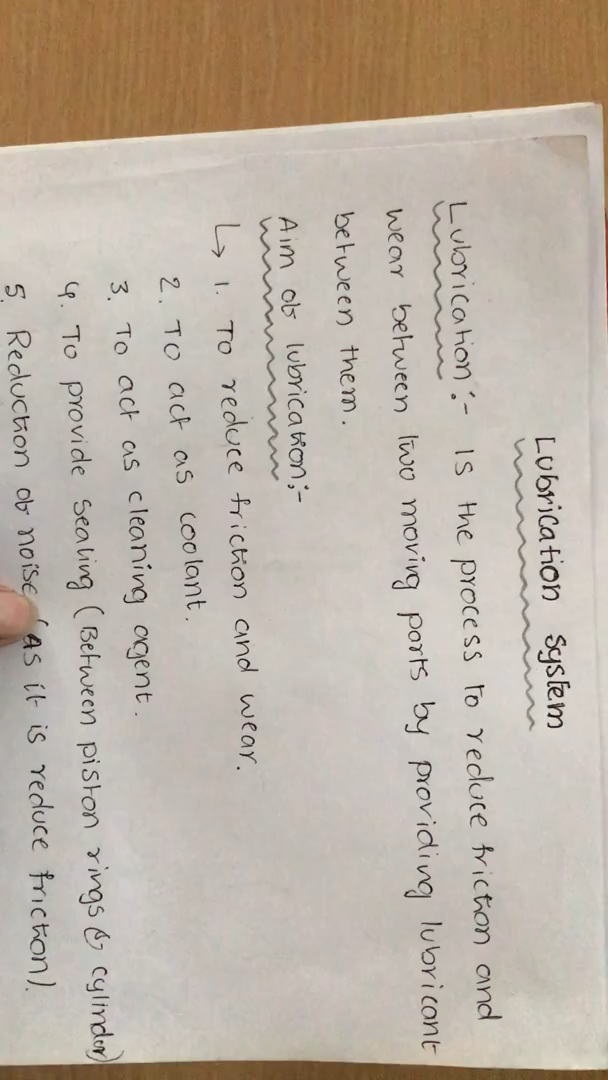 Lubrication System
Lubrication :- is the process to reduce friction and
wear between two moving parts by providing lubricant
between them.
Aim of lubrication:-
↳ 1. To reduce friction and wear.
2. To act as coolant.
3. To act as cleaning agent.
4. To provide sealing (Between piston rings & cylinder)
5. Reduction of noise (As it is reduce friction).